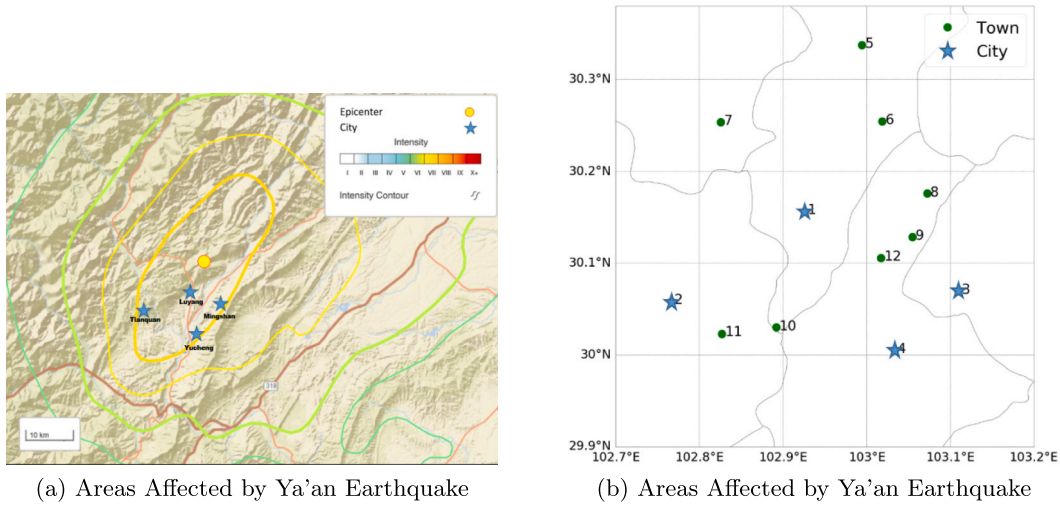 Epicenter
City
Intensity
I II III IV V VI VII VIII IX X+
Intensity Contour
Luyang
Tianquan
Mingshan
Yucheng
318
10 km
(a) Areas Affected by Ya'an Earthquake
Town
City
30.3°N
30.2°N
30.1°N
30°N
29.9°N
5
6
7
8
1
9
12
2
3
10
11
4
102.7°E 102.8°E 102.9°E 103°E 103.1°E 103.2°E
(b) Areas Affected by Ya'an Earthquake